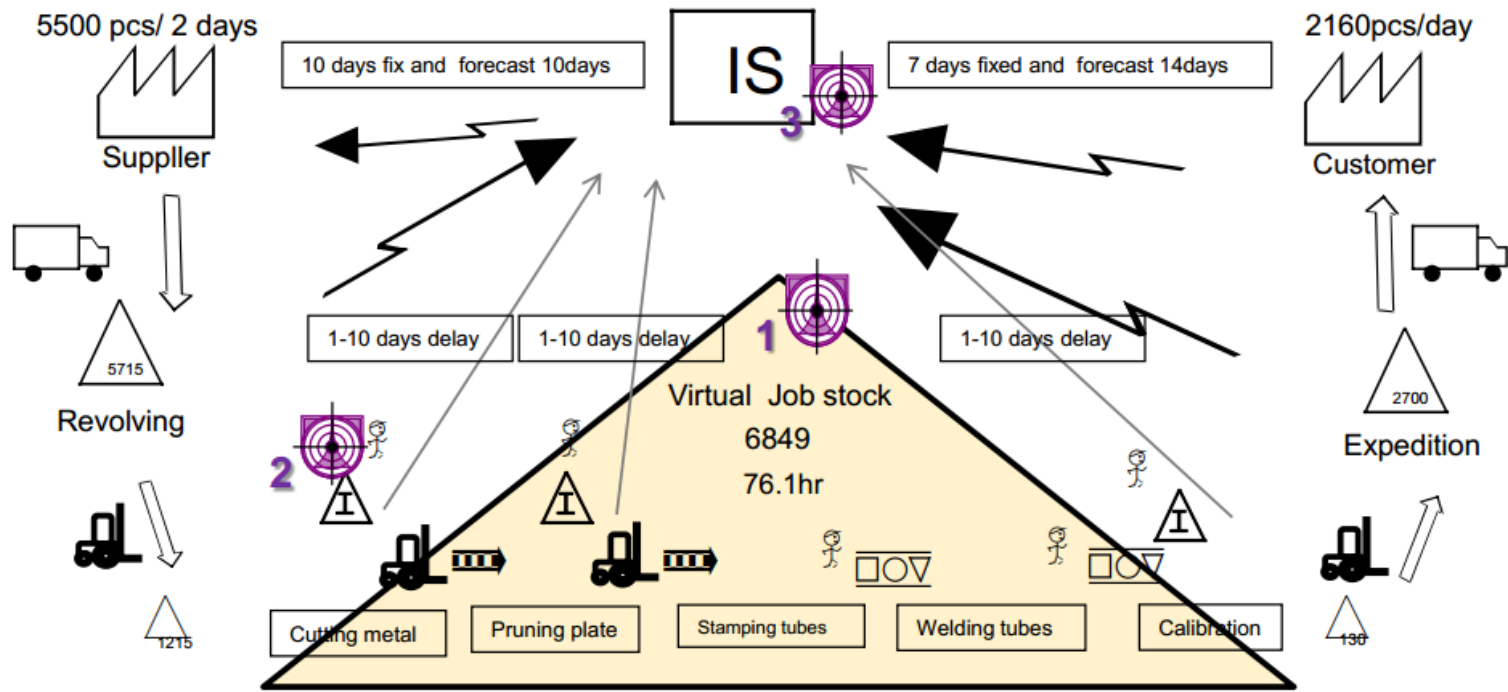 5500 pcs/ 2 days
2160pcs/day
10 days fix and forecast 10days
IS
7 days fixed and forecast 14days
3
Suppller
Customer
1-10 days delay
1-10 days delay
1-10 days delay
1
5715
2700
Virtual Job stock
6849
76.1hr
Revolving
Expedition
2
I
I
I
Cutting metal
Pruning plate
Stamping tubes
Welding tubes
Calibration
1215
130